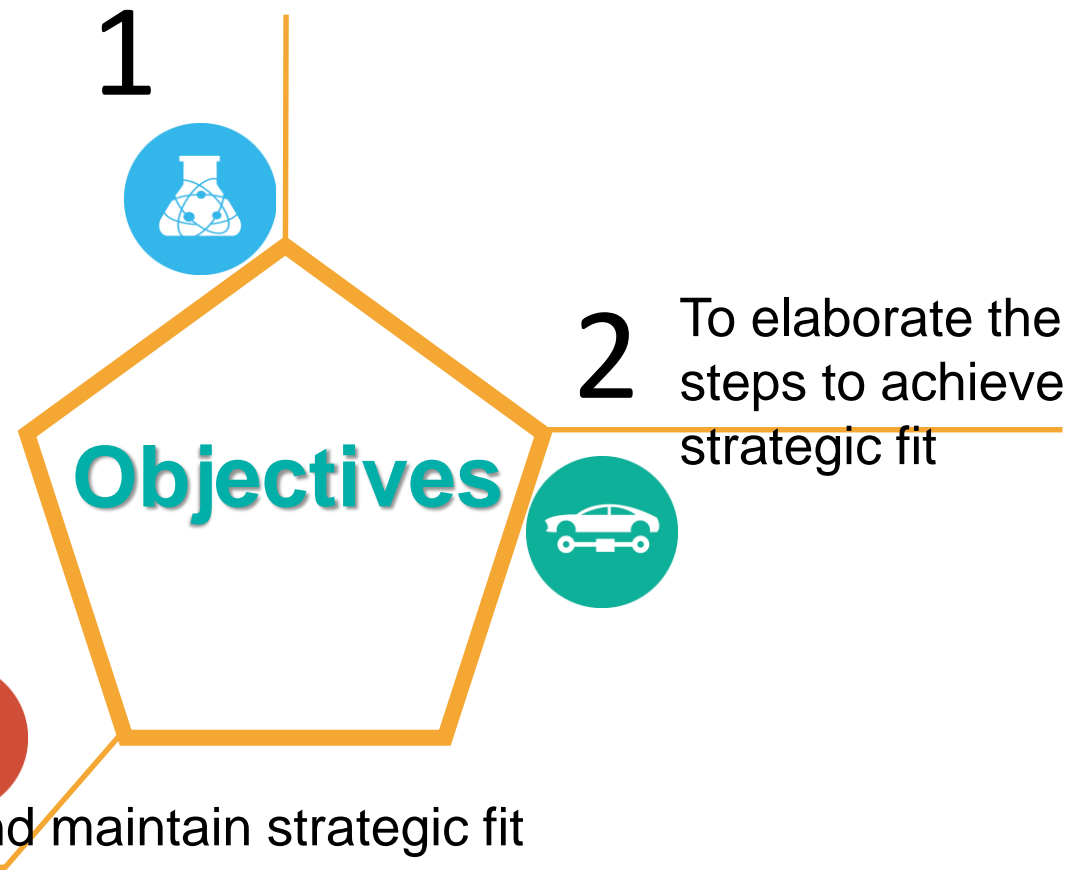 1
2
To elaborate the
steps to achieve
strategic fit
Objectives
maintain strategic fit